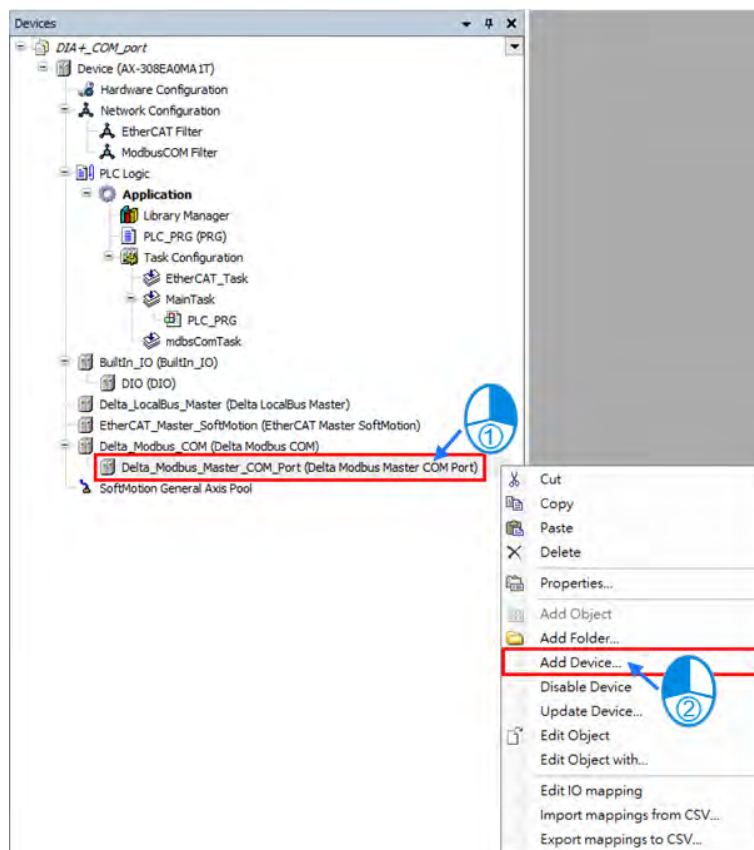 Devices
DIA+_COM_port
Device (AX-308EA0MA1T)
Hardware Configuration
Network Configuration
EtherCAT Filter
ModbusCOM Filter
PLC Logic
Application
Library Manager
PLC_PRG (PRG)
Task Configuration
EtherCAT_Task
MainTask
PLC_PRG
mdbsComTask
BuiltIn_IO (BuiltIn_IO)
DIO (DIO)
Delta_LocalBus_Master (Delta LocalBus Master)
EtherCAT_Master_SoftMotion (EtherCAT Master SoftMotion)
Delta_Modbus_COM (Delta Modbus COM)
Delta_Modbus_Master_COM_Port (Delta Modbus Master COM Port)
SoftMotion General Axis Pool
①
Cut
Copy
Paste
Delete
Properties...
Add Object
Add Folder...
Add Device...
Disable Device
②
Update Device...
Edit Object
Edit Object with...
Edit IO mapping
Import mappings from CSV...
Export mappings to CSV...